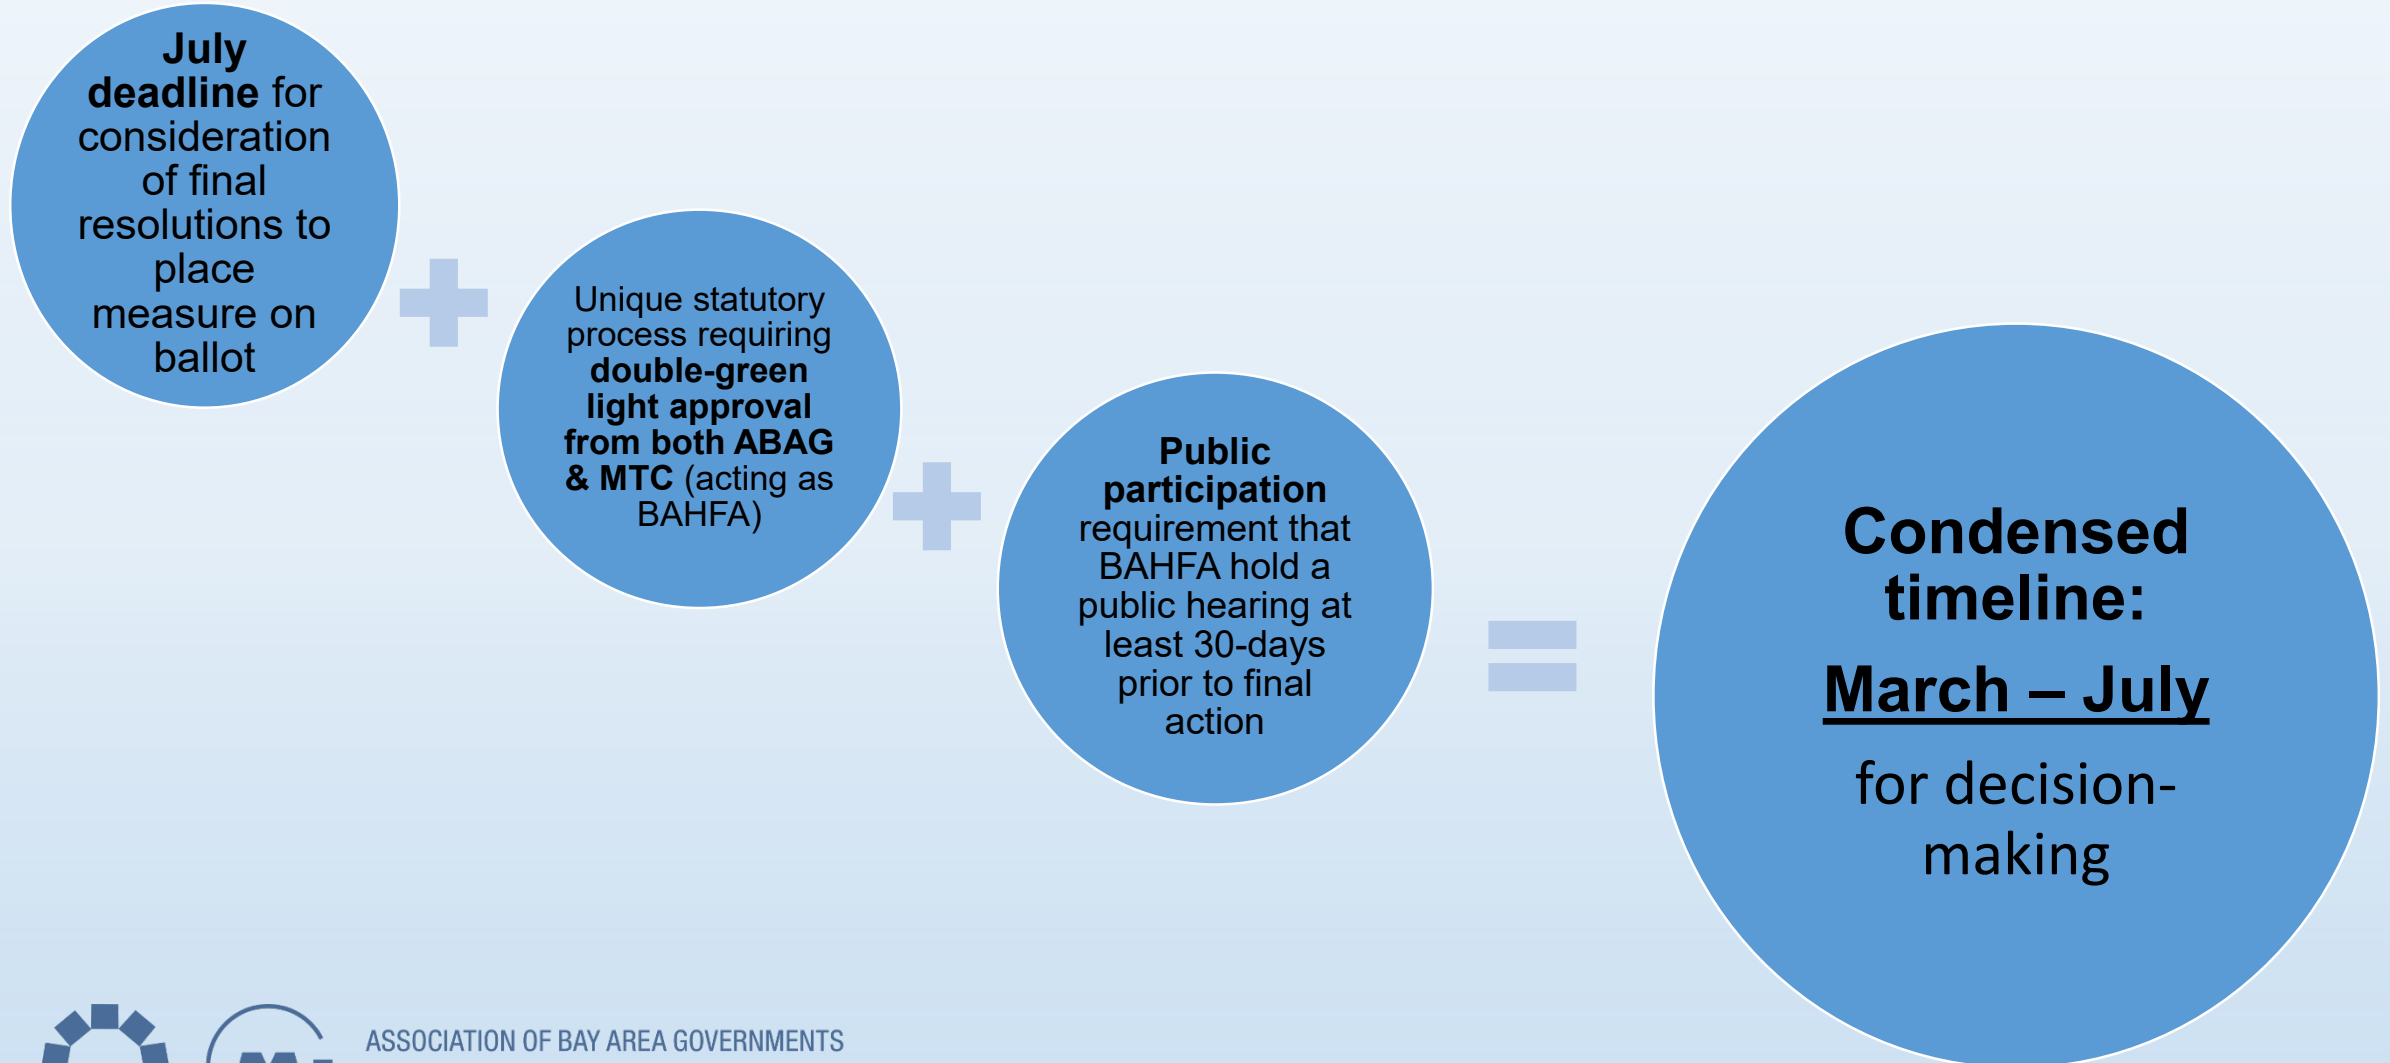 July
deadline for
consideration
of final
resolutions to
place
measure on
ballot
Unique statutory
process requiring
double-green
light approval
from both ABAG
& MTC (acting as
BAHFA)
Public
participation
requirement that
BAHFA hold a
public hearing at
least 30-days
prior to final
action
Condensed
timeline:
March – July
for decision-
making
ASSOCIATION OF BAY AREA GOVERNMENTS